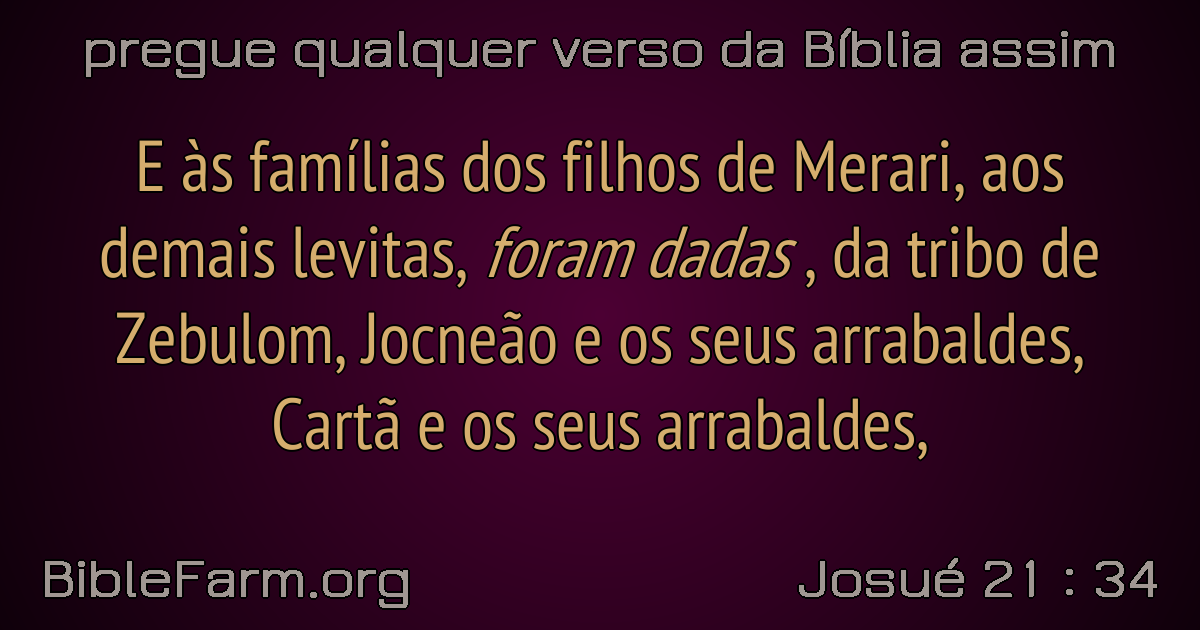 pregue qualquer verso da Bíblia assim
E às famílias dos filhos de Merari, aos
demais levitas, foram dadas , da tribo de
Zebulom, Jocneão e os seus arrabaldes,
Cartã e os seus arrabaldes,
BibleFarm.org
Josué 21 : 34